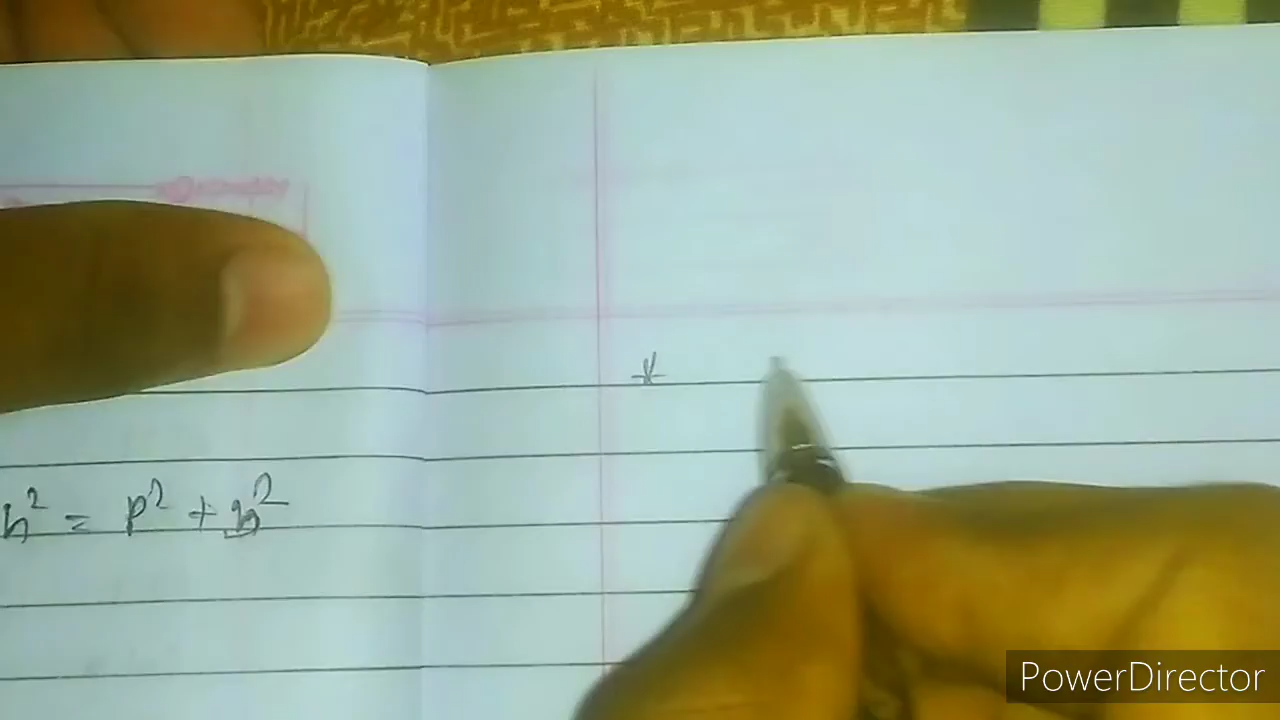 *
h² = p² + b²
PowerDirector